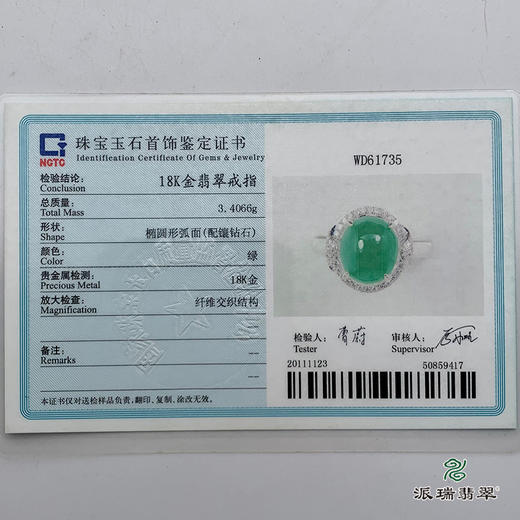 NGTC
珠宝玉石首饰鉴定证书
Identification Certificate Of Gems & Jewelry
检验结论:
Conclusion
18K金翡翠戒指
总质量:
Total Mass
3.4066g
形状:
Shape
椭圆形弧面(配镶钻石)
颜色:
Color
绿
贵金属检测:
Precious Metal
18K金
放大检查:
Magnification
纤维交织结构
备注:
Remarks
---
---
本证书仅对送检样品负责,翻印、复制、涂改无效。
WD61735
检验人:
Tester
审核人:
Supervisor
20111123
50859417
派瑞翡翠®